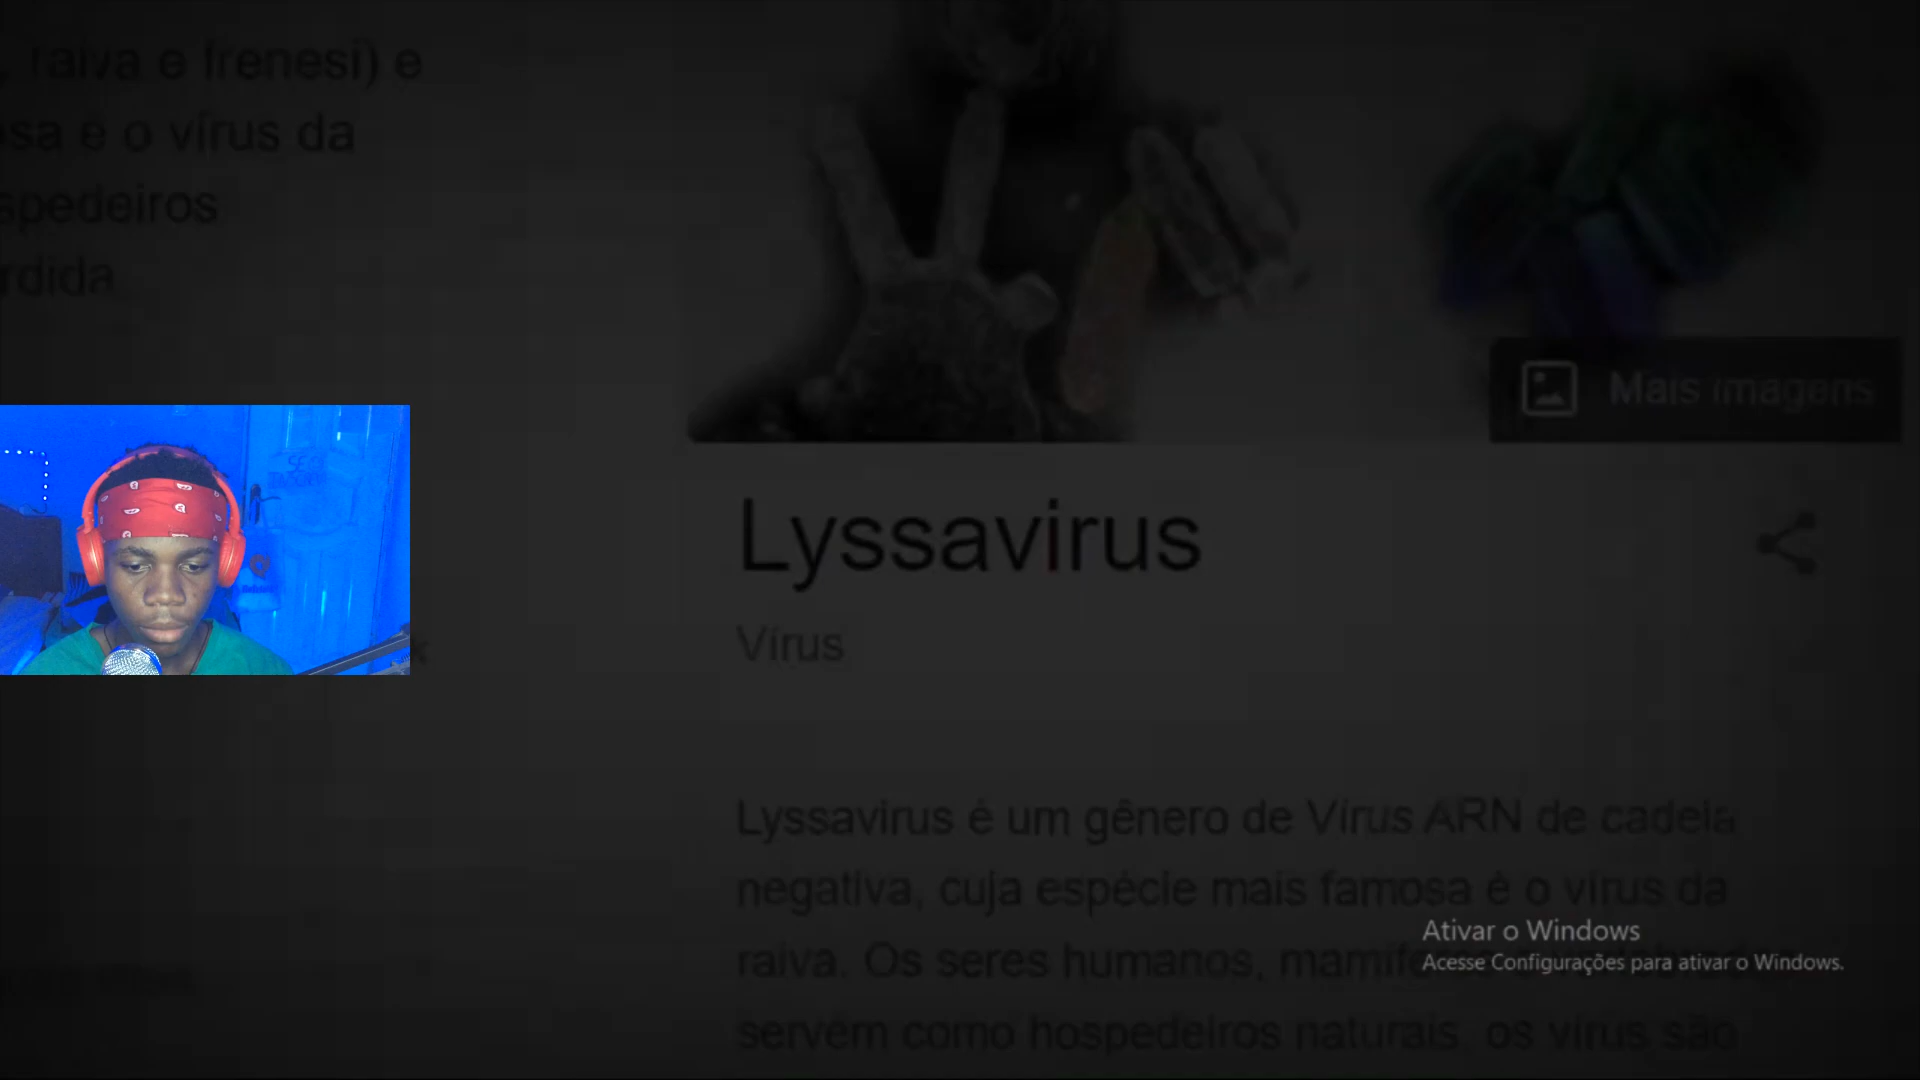 , raiva e frenesi) e
osa é o vírus da
spedeiros
rdida
Mais imagens
Lyssavirus
Vírus
Lyssavirus é um gênero de Vírus ARN de cadeia
negativa, cuja espécie mais famosa é o vírus da
raiva. Os seres humanos,
servem como hospedeiros naturais, os vírus são
Ativar o Windows
Acesse Configurações para ativar o Windows.